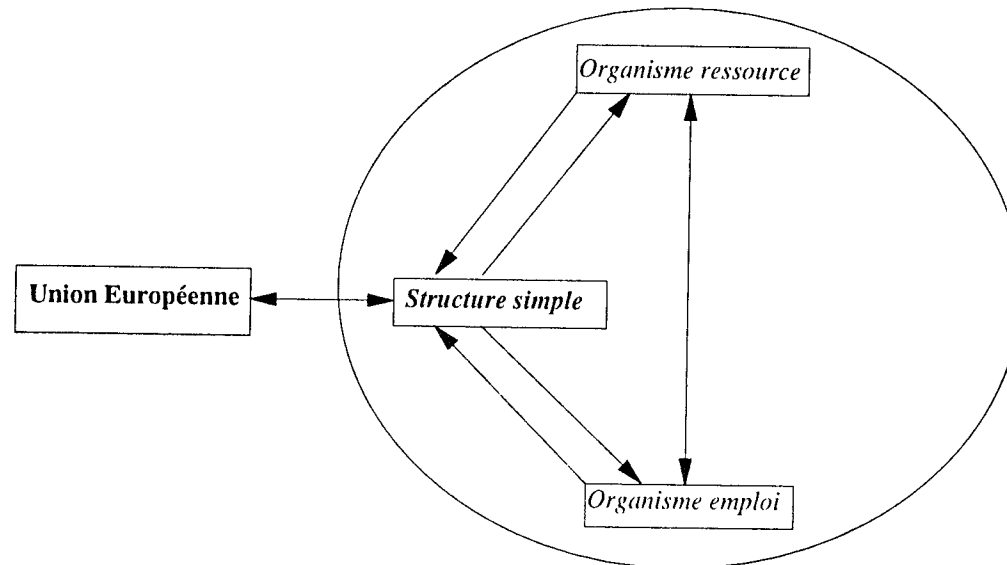 Organisme ressource
Union Européenne
Structure simple
Organisme emploi